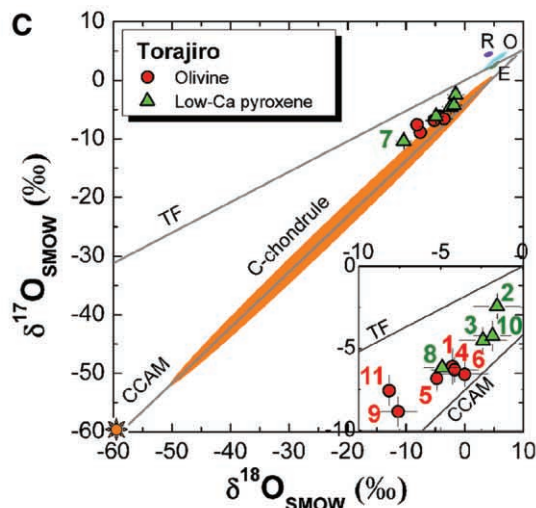 C
Torajiro
Olivine
Low-Ca pyroxene
R O
E
7
TF
C-chondrule
CCAM
10
0
-10
-20
-30
-40
-50
-60
-60 -50 -40 -30 -20 -10 0 10
δ¹⁷O_SMOW (‰)
δ¹⁸O_SMOW (‰)
-10 -5 0
0
-5
-10
TF
2
3 10
8 1 4 6
11 5
9
CCAM